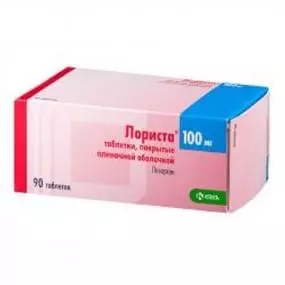 Лориста® 100 мг
таблетки, покрытые
пленочной оболочкой
Лозартан
90 таблеток
KRKA